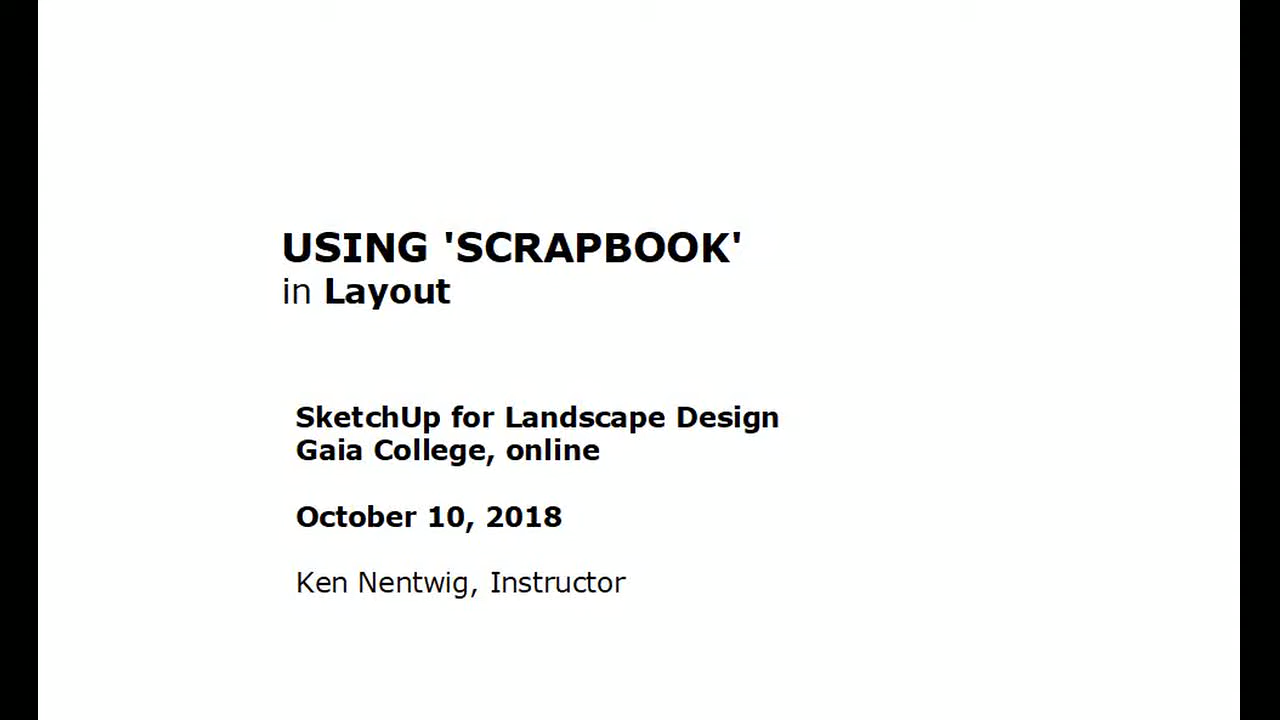 USING 'SCRAPBOOK'
in Layout
SketchUp for Landscape Design
Gaia College, online
October 10, 2018
Ken Nentwig, Instructor